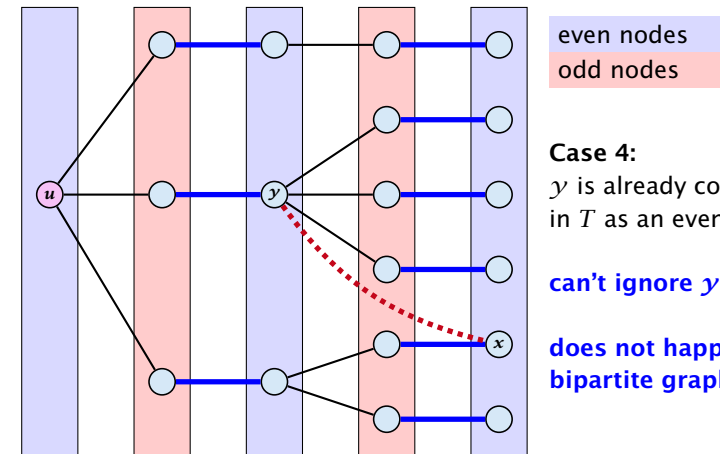 even nodes
odd nodes
Case 4:
y is already co
in T as an even
can't ignore y
does not happ
bipartite grap
u
y
x